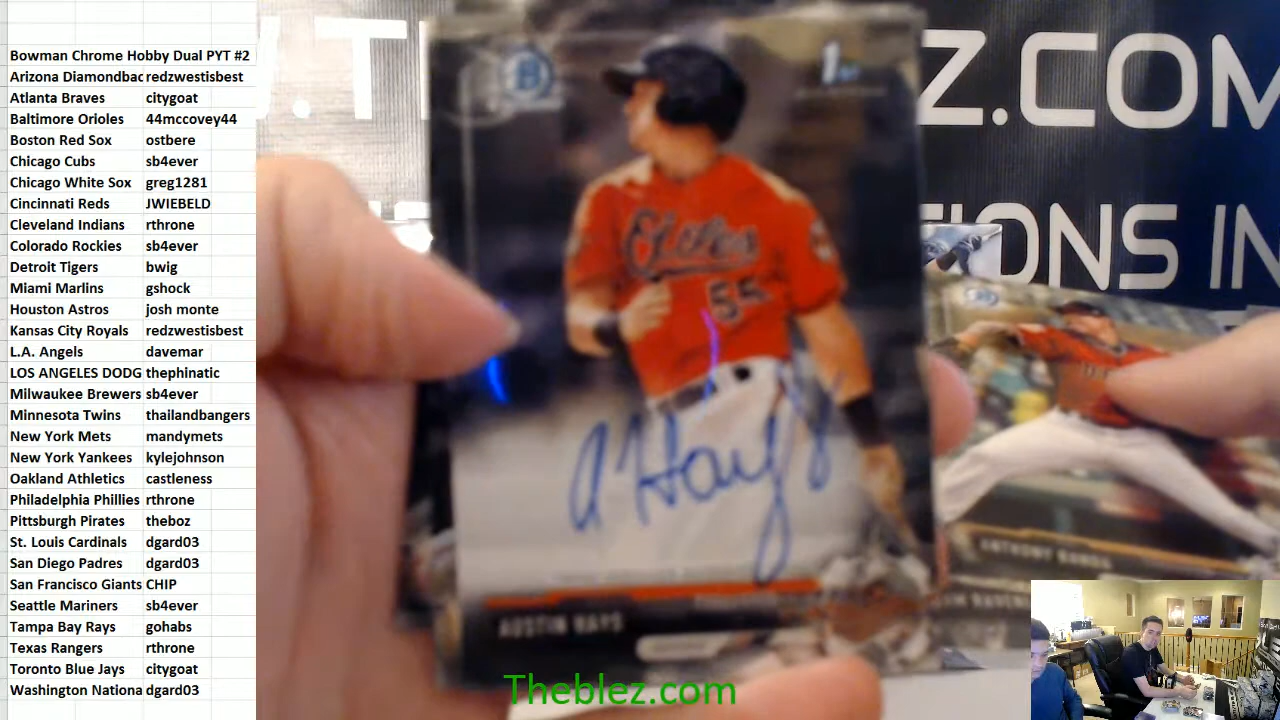 Bowman Chrome Hobby Dual PYT #2
Arizona Diamondbac redzwestisbest
Atlanta Braves citygoat
Baltimore Orioles 44mccovey44
Boston Red Sox ostbere
Chicago Cubs sb4ever
Chicago White Sox greg1281
Cincinnati Reds JWIEBELD
Cleveland Indians rthrone
Colorado Rockies sb4ever
Detroit Tigers bwig
Miami Marlins gshock
Houston Astros josh monte
Kansas City Royals redzwestisbest
L.A. Angels davemar
LOS ANGELES DODG thephinatic
Milwaukee Brewers sb4ever
Minnesota Twins thailandbangers
New York Mets mandymets
New York Yankees kylejohnson
Oakland Athletics castleness
Philadelphia Phillies rthrone
Pittsburgh Pirates theboz
St. Louis Cardinals dgard03
San Diego Padres dgard03
San Francisco Giants CHIP
Seattle Mariners sb4ever
Tampa Bay Rays gohabs
Texas Rangers rthrone
Toronto Blue Jays citygoat
Washington Nationa dgard03
Z.COM
IONS IN
B
1st
Orioles
55
A Hays
AUSTIN HAYS
ANTHONY BANDA
Theblez.com